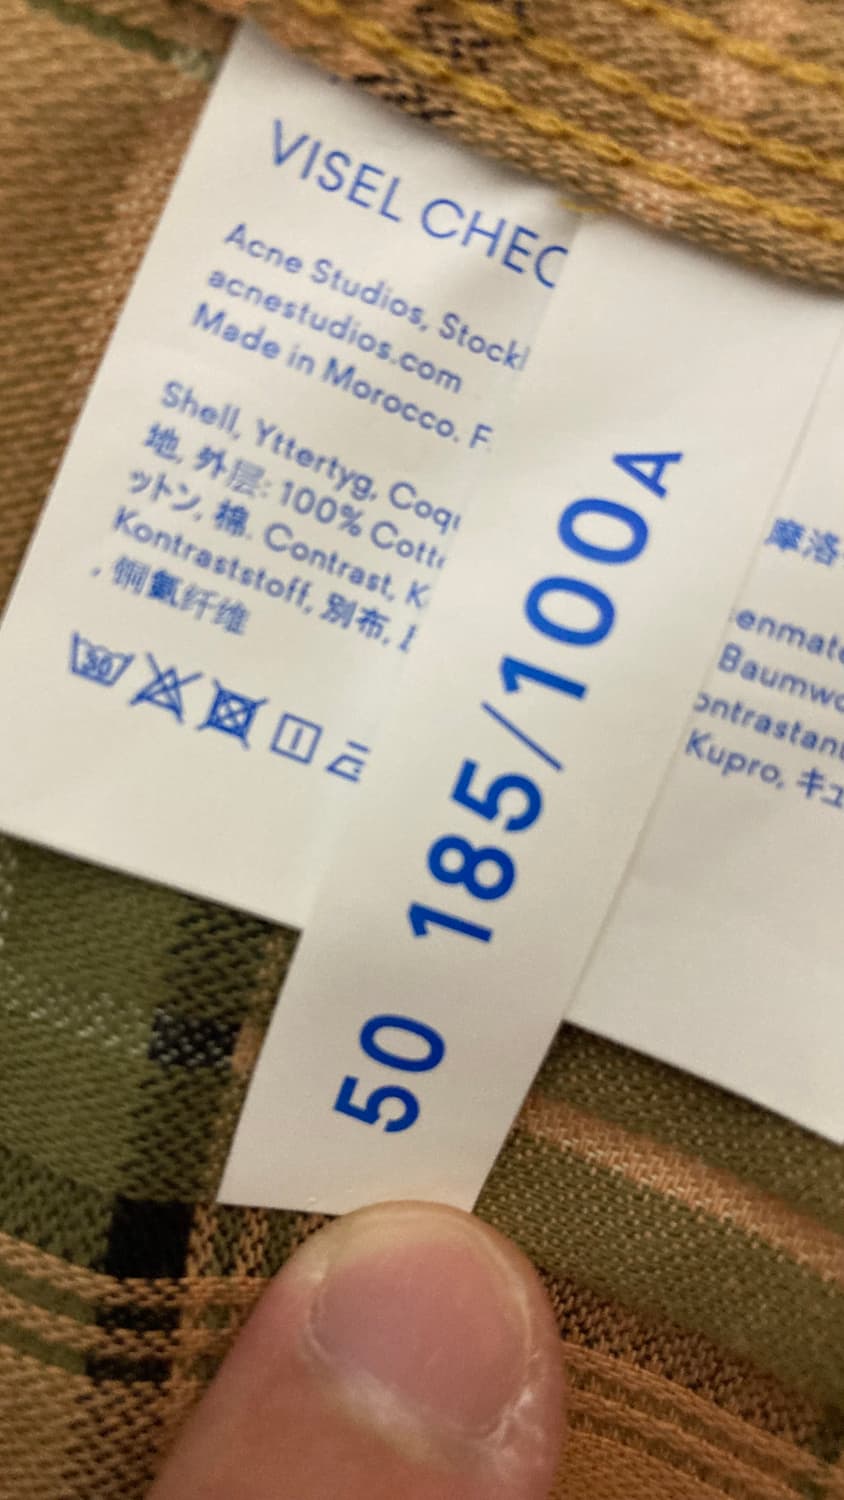 VISEL CHEC
Acne Studios, Stockl
acnestudios.com
Made in Morocco. F
Shell, Yttertyg, Coq
地, 外层: 100% Cott
ットン, 棉. Contrast, K
Kontraststoff, 別布,
, 铜氨纤维
30
50 185/100A
摩洛
enmate
Baumwo
ontrastan
Kupro, キュ